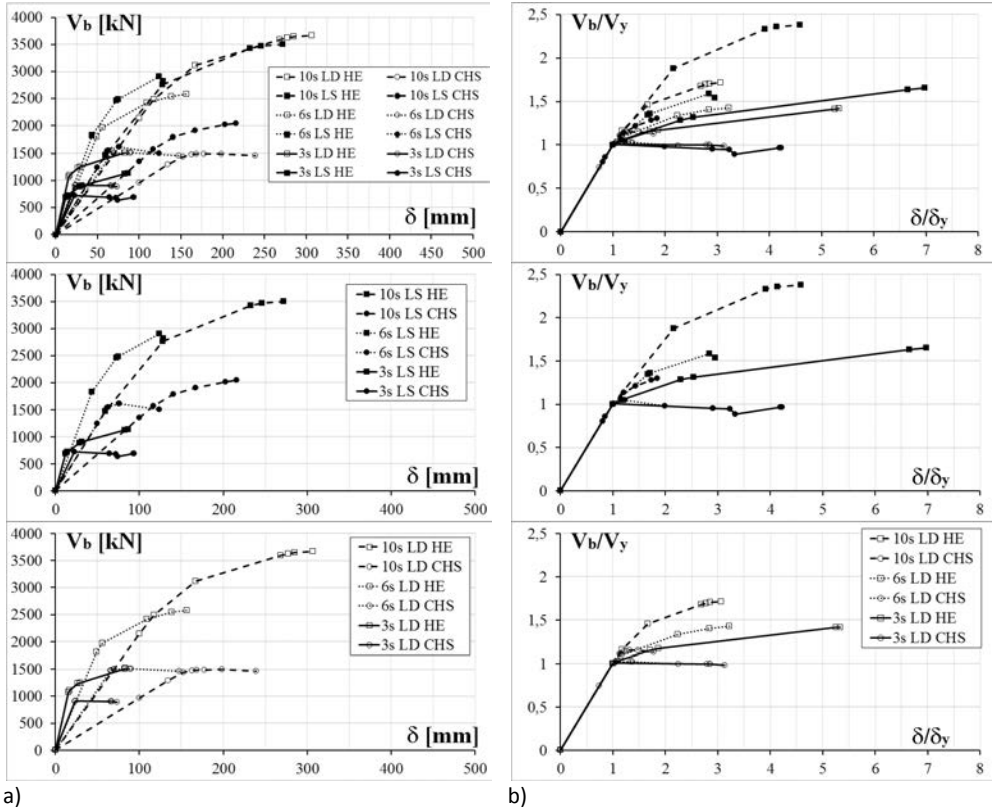 V_b [kN]
4000
3500
3000
2500
2000
1500
1000
500
0
10s LD HE 10s LD CHS
10s LS HE 10s LS CHS
6s LD HE 6s LD CHS
6s LS HE 6s LS CHS
3s LD HE 3s LD CHS
3s LS HE 3s LS CHS
δ [mm]
0 50 100 150 200 250 300 350 400 450 500
V_b/V_y
2,5
2
1,5
1
0,5
0
δ/δ_y
0 1 2 3 4 5 6 7 8
V_b [kN]
4000
3500
3000
2500
2000
1500
1000
500
0
10s LS HE
10s LS CHS
6s LS HE
6s LS CHS
3s LS HE
3s LS CHS
δ [mm]
0 100 200 300 400 500
V_b/V_y
2,5
2
1,5
1
0,5
0
δ/δ_y
0 1 2 3 4 5 6 7 8
V_b [kN]
4000
3500
3000
2500
2000
1500
1000
500
0
10s LD HE
10s LD CHS
6s LD HE
6s LD CHS
3s LD HE
3s LD CHS
δ [mm]
0 100 200 300 400 500
V_b/V_y
2,5
2
1,5
1
0,5
0
10s LD HE
10s LD CHS
6s LD HE
6s LD CHS
3s LD HE
3s LD CHS
δ/δ_y
0 1 2 3 4 5 6 7 8
a) b)